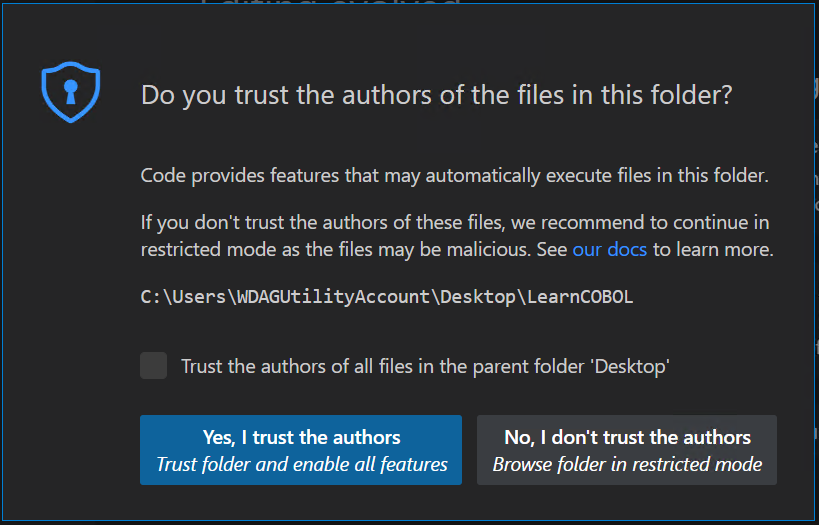 Do you trust the authors of the files in this folder?
Code provides features that may automatically execute files in this folder.
If you don't trust the authors of these files, we recommend to continue in
restricted mode as the files may be malicious. See our docs to learn more.
C:\Users\WDAGUtilityAccount\Desktop\LearnCOBOL
Trust the authors of all files in the parent folder 'Desktop'
Yes, I trust the authors
Trust folder and enable all features
No, I don't trust the authors
Browse folder in restricted mode